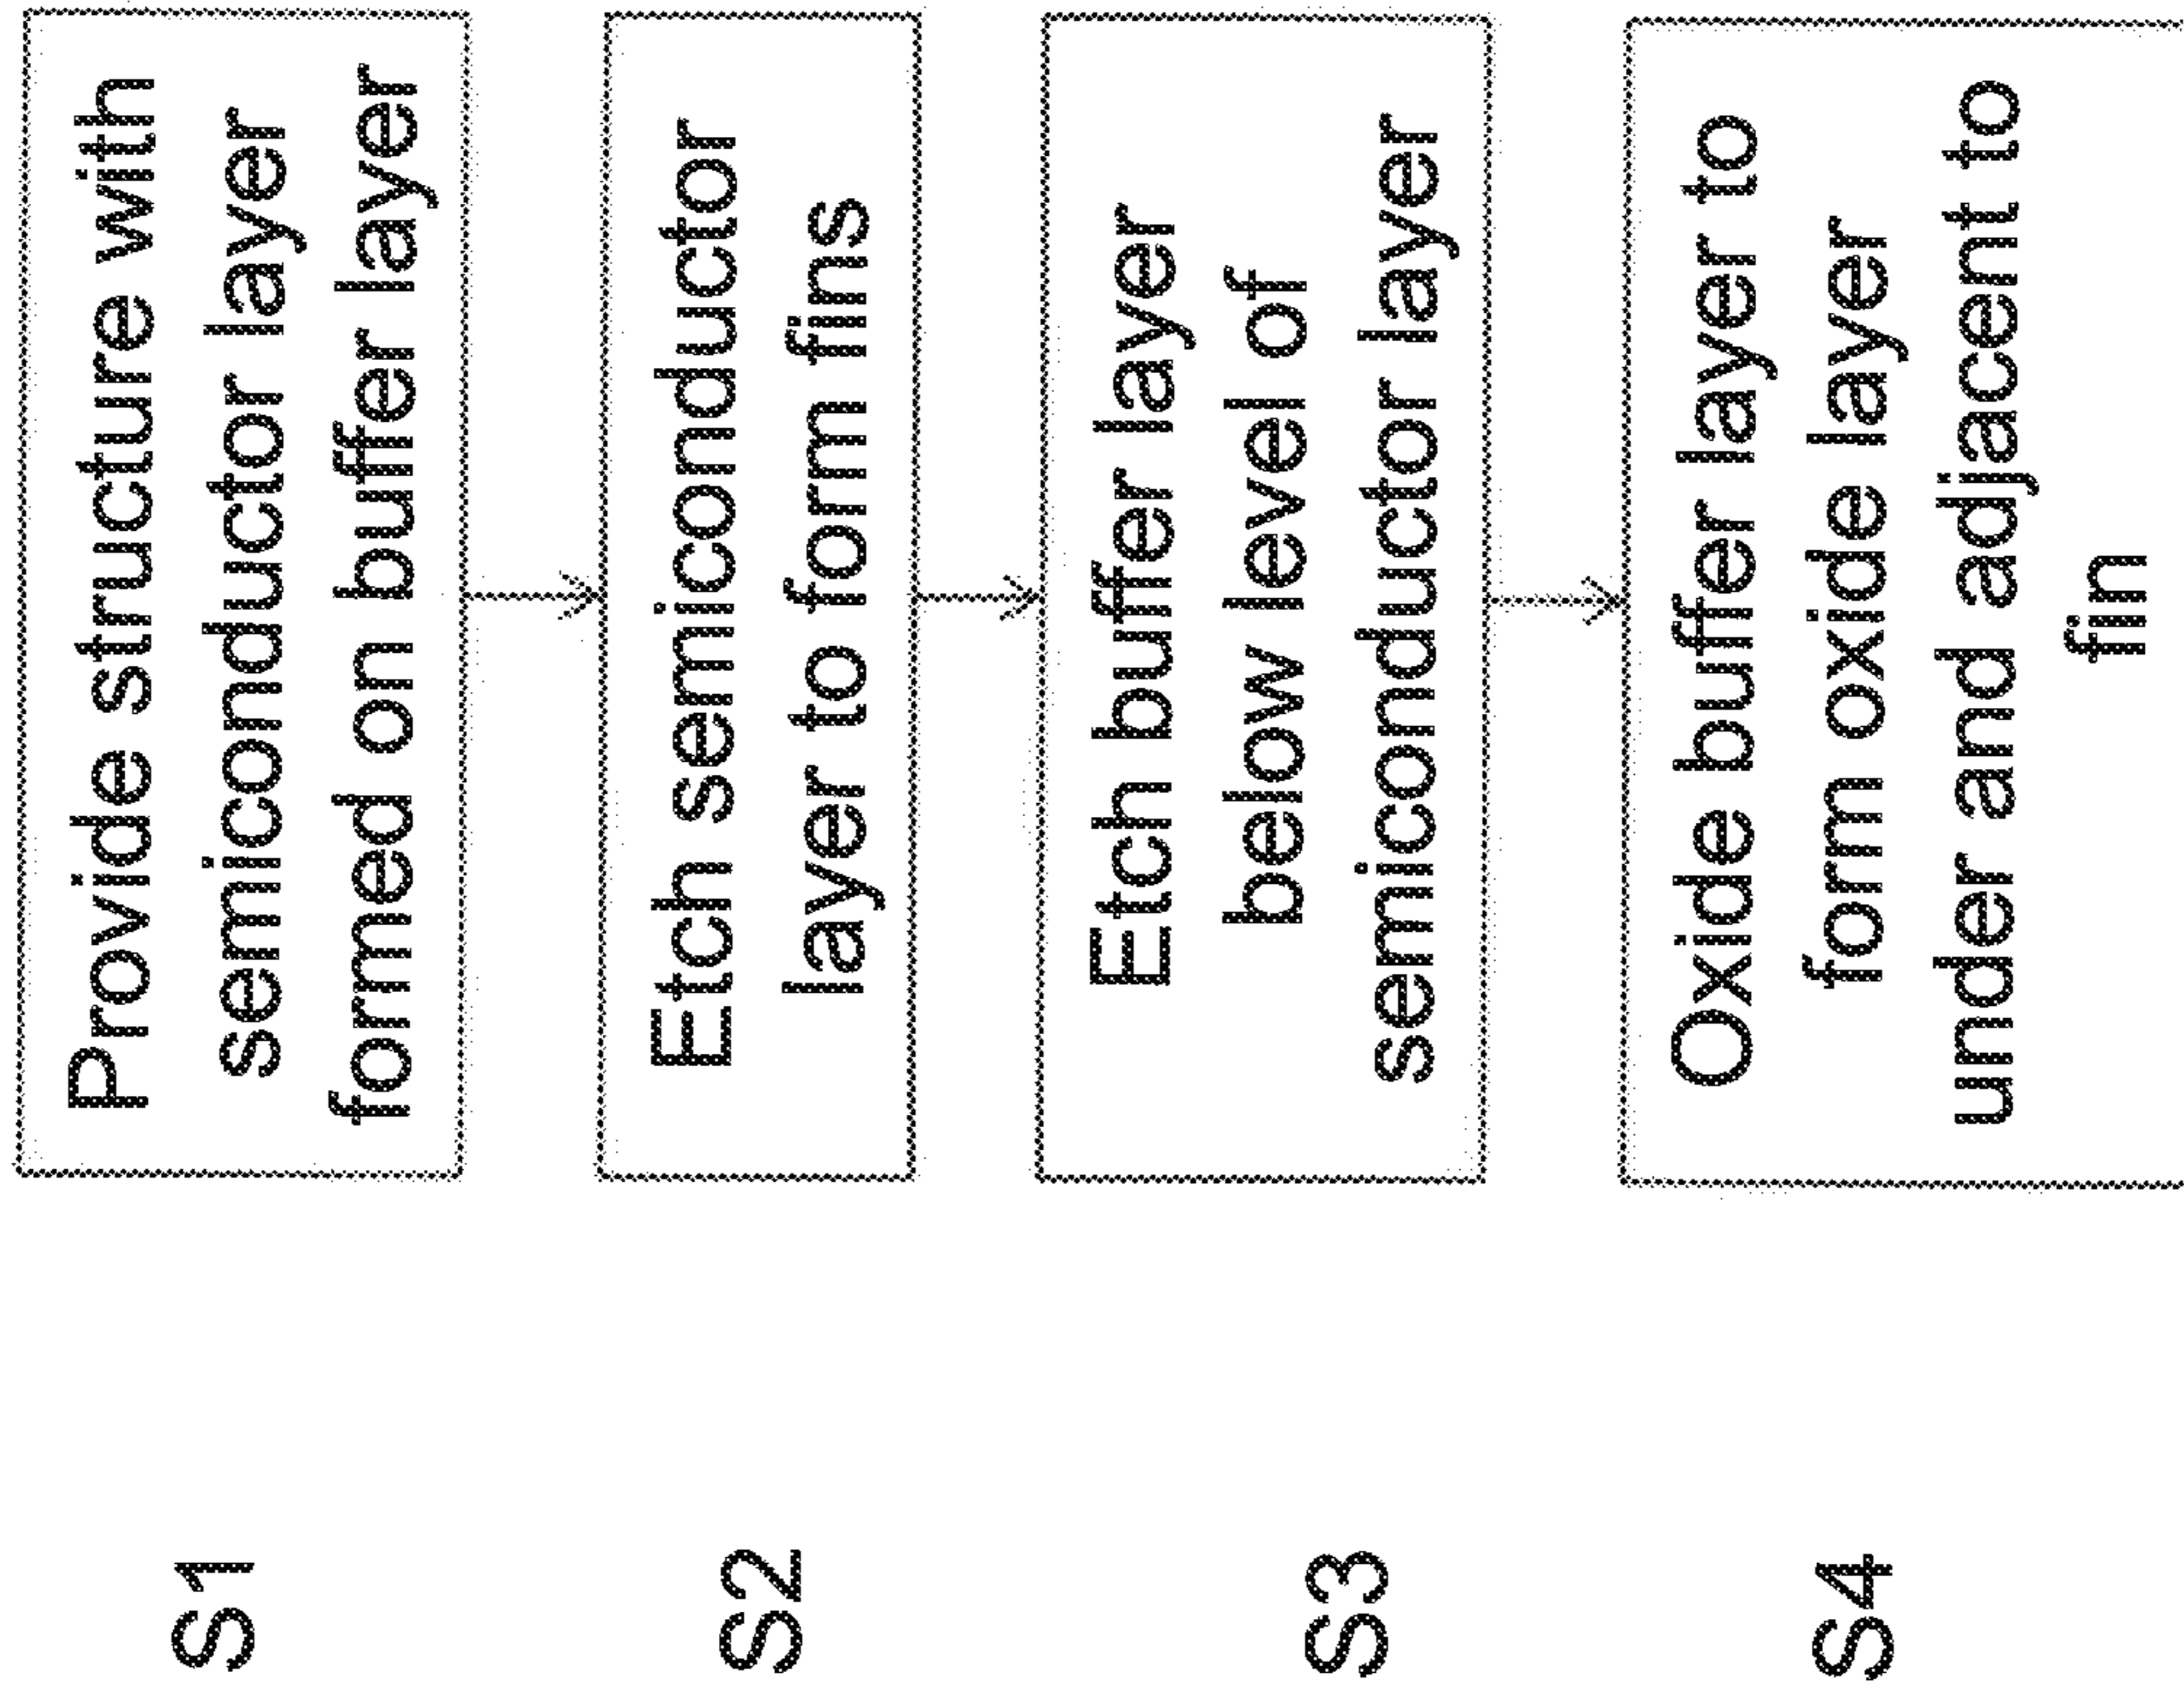 S1
Provide structure with
semiconductor layer
formed on buffer layer
S2
Etch semiconductor
layer to form fins
S3
Etch buffer layer
below level of
semiconductor layer
S4
Oxide buffer layer to
form oxide layer
under and adjacent to
fin